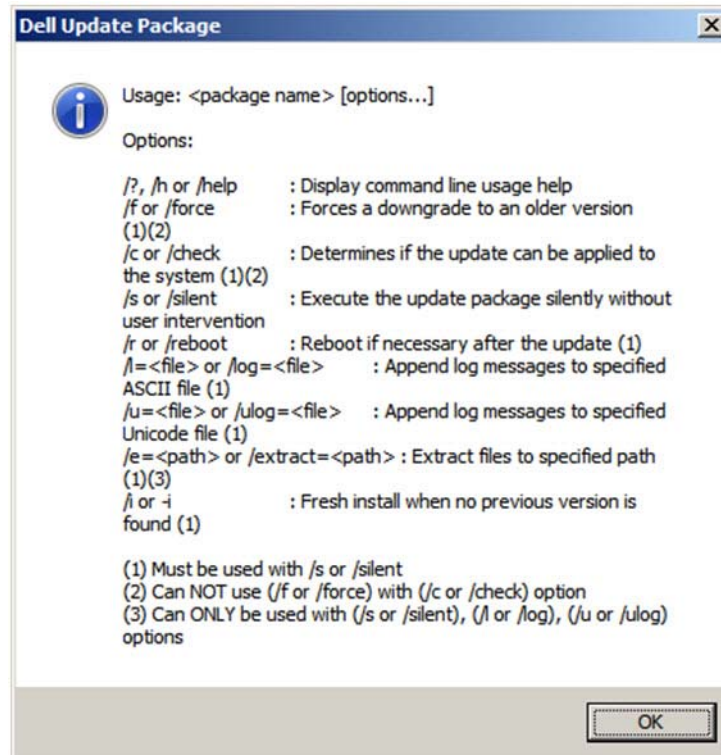 Dell Update Package
Usage: <package name> [options...]
Options:
/?, /h or /help : Display command line usage help
/f or /force : Forces a downgrade to an older version
(1)(2)
/c or /check : Determines if the update can be applied to
the system (1)(2)
/s or /silent : Execute the update package silently without
user intervention
/r or /reboot : Reboot if necessary after the update (1)
/l=<file> or /log=<file> : Append log messages to specified
ASCII file (1)
/u=<file> or /ulog=<file> : Append log messages to specified
Unicode file (1)
/e=<path> or /extract=<path> : Extract files to specified path
(1)(3)
/i or -i : Fresh install when no previous version is
found (1)
(1) Must be used with /s or /silent
(2) Can NOT use (/f or /force) with (/c or /check) option
(3) Can ONLY be used with (/s or /silent), (/l or /log), (/u or /ulog)
options
OK